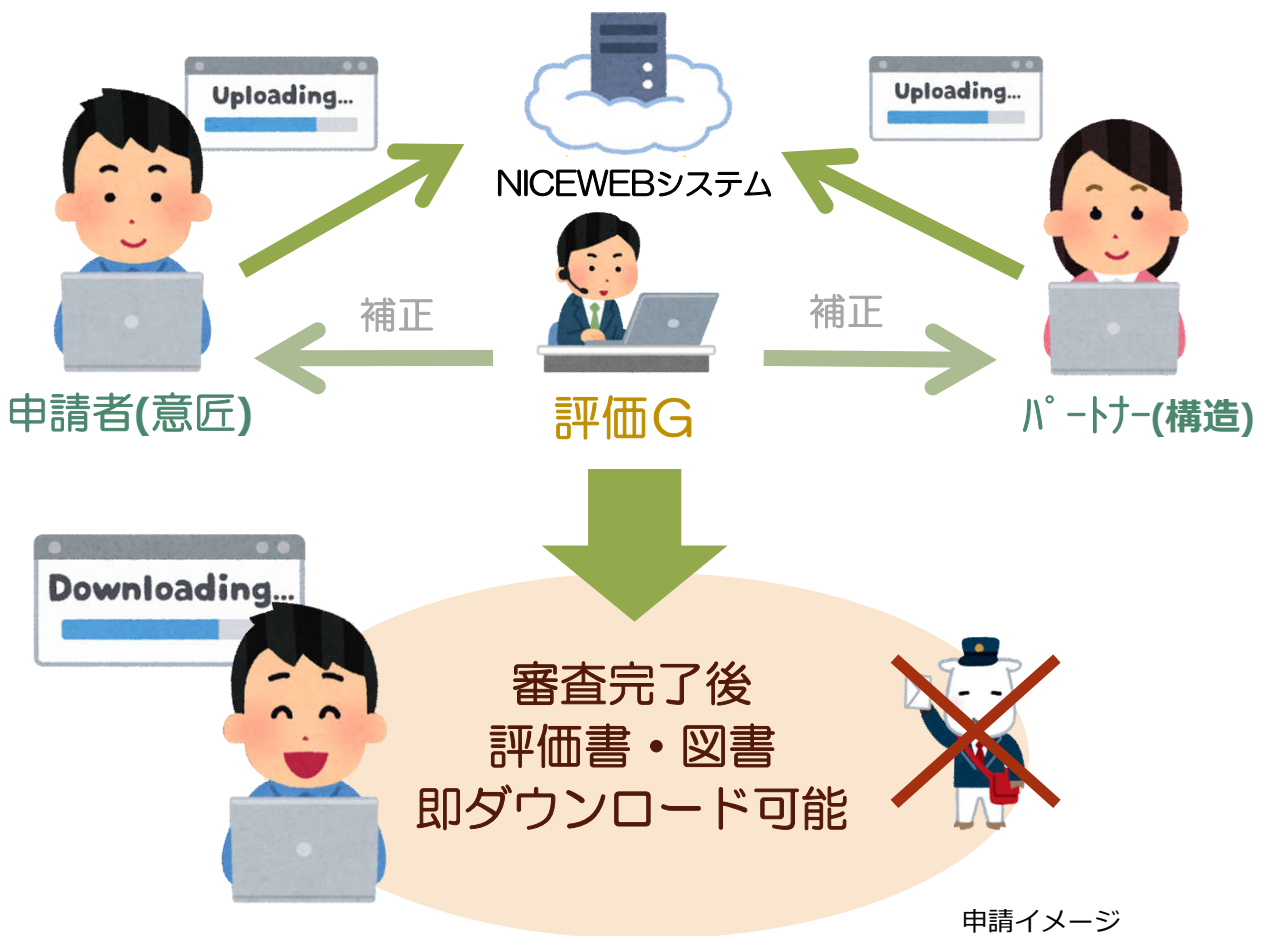 Uploading...
Uploading...
NICEWEBシステム
補正
補正
申請者(意匠)
評価G
ﾊﾟｰﾄﾅｰ(構造)
Downloading...
審査完了後
評価書・図書
即ダウンロード可能
申請イメージ